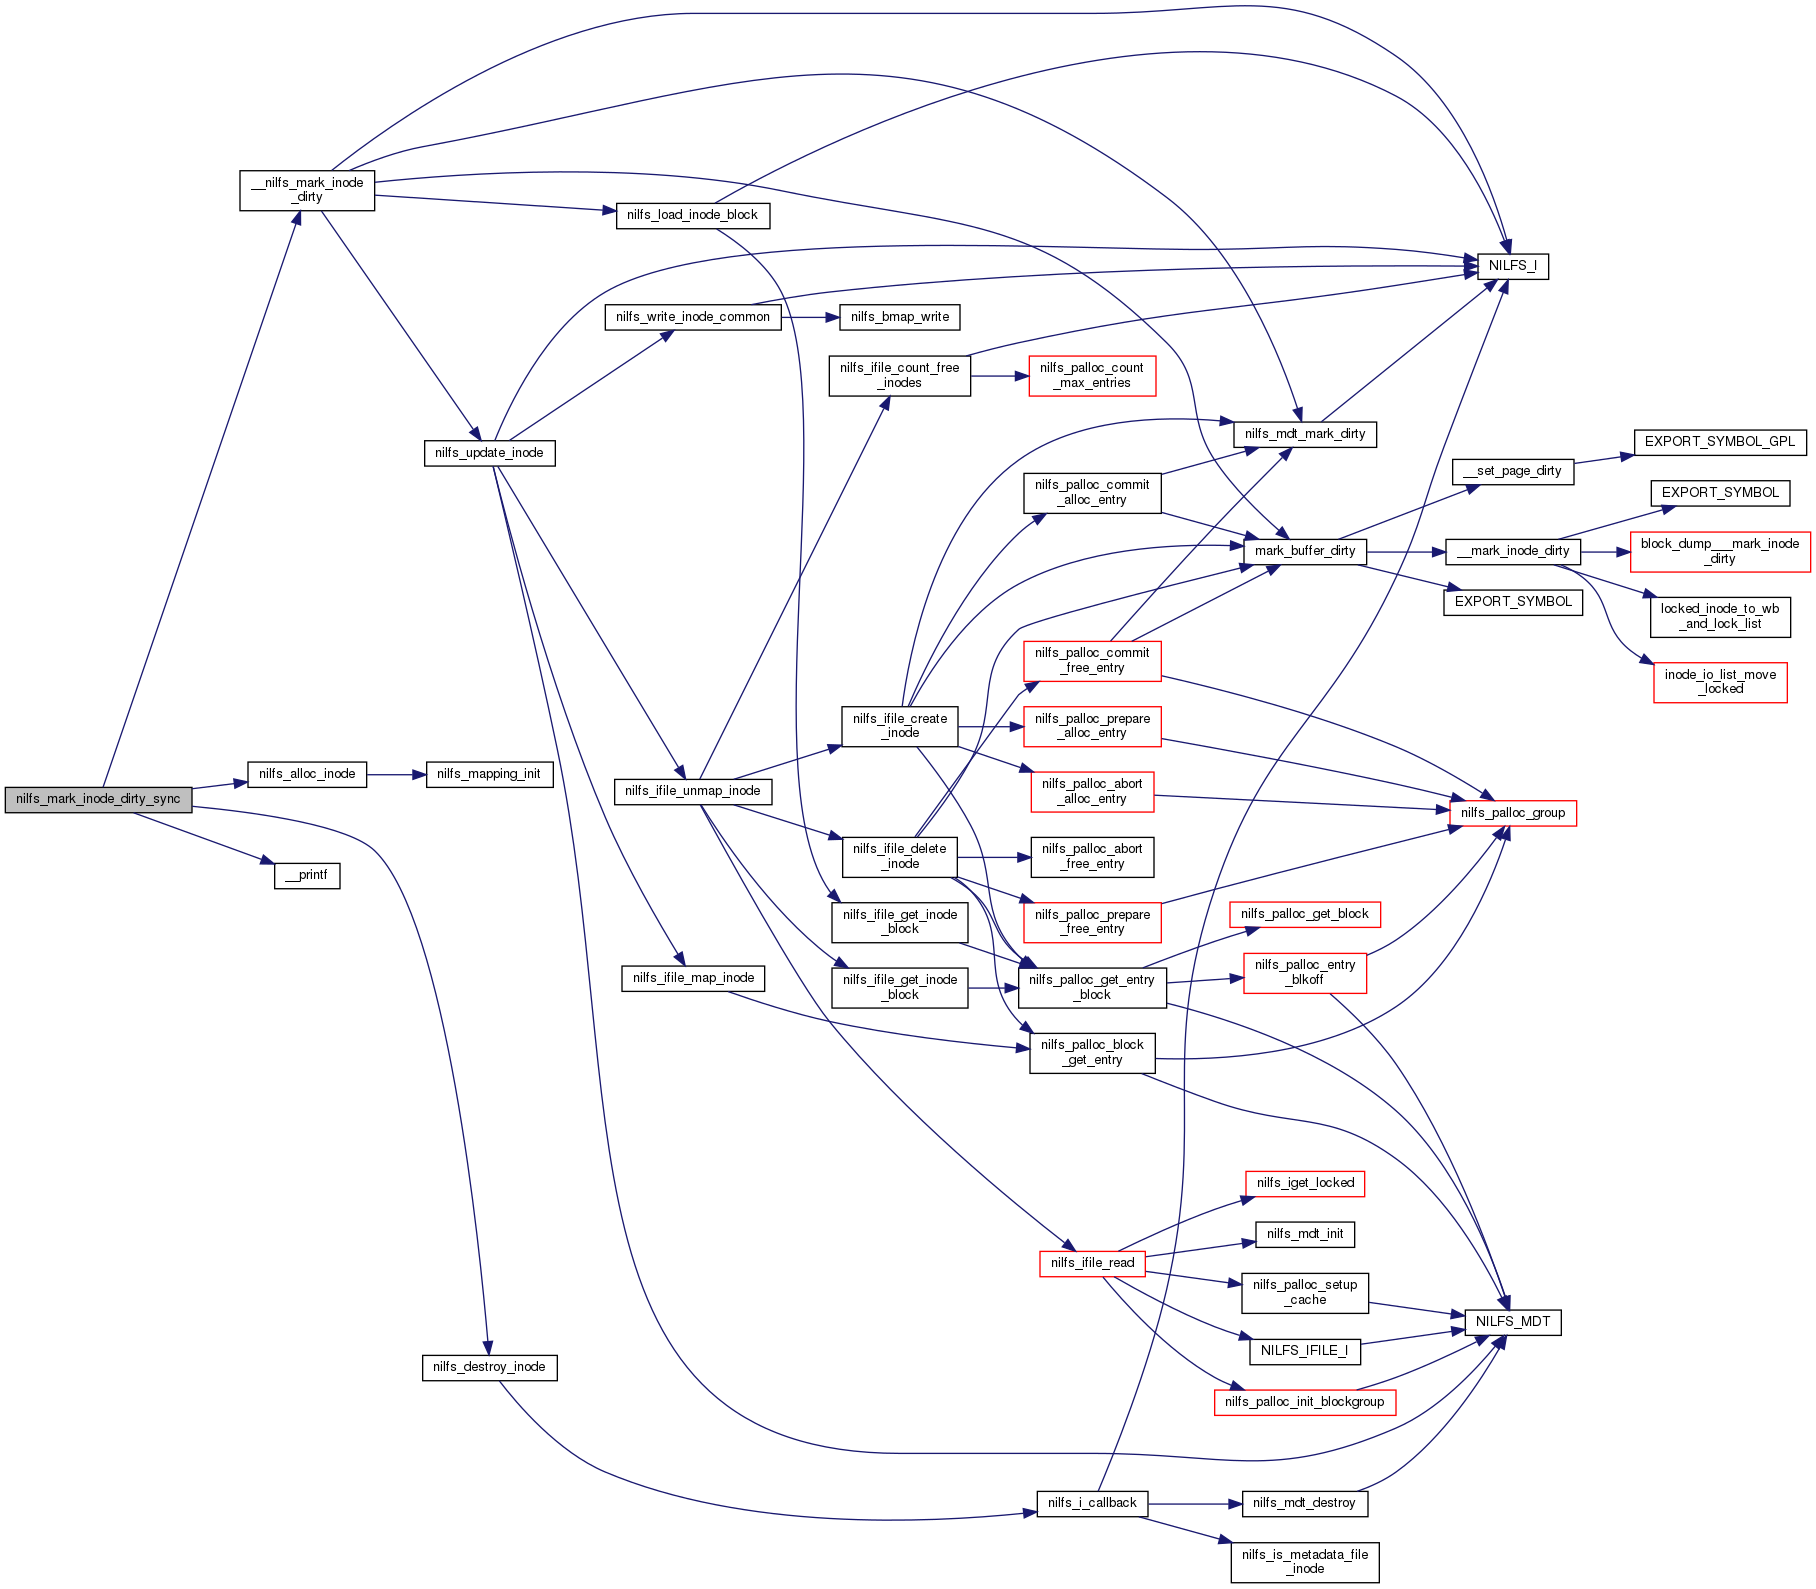 __nilfs_mark_inode
_dirty
nilfs_load_inode_block
NILFS_I
nilfs_write_inode_common
nilfs_bmap_write
nilfs_ifile_count_free
_inodes
nilfs_palloc_count
_max_entries
nilfs_mdt_mark_dirty
nilfs_update_inode
EXPORT_SYMBOL_GPL
__set_page_dirty
nilfs_palloc_commit
_alloc_entry
EXPORT_SYMBOL
mark_buffer_dirty
__mark_inode_dirty
block_dump___mark_inode
_dirty
EXPORT_SYMBOL
locked_inode_to_wb
_and_lock_list
nilfs_palloc_commit
_free_entry
inode_io_list_move
_locked
nilfs_ifile_create
_inode
nilfs_palloc_prepare
_alloc_entry
nilfs_alloc_inode
nilfs_mapping_init
nilfs_mark_inode_dirty_sync
nilfs_ifile_unmap_inode
nilfs_palloc_abort
_alloc_entry
nilfs_palloc_group
nilfs_ifile_delete
_inode
nilfs_palloc_abort
_free_entry
__printf
nilfs_ifile_get_inode
_block
nilfs_palloc_prepare
_free_entry
nilfs_palloc_get_block
nilfs_ifile_map_inode
nilfs_ifile_get_inode
_block
nilfs_palloc_get_entry
_block
nilfs_palloc_entry
_blkoff
nilfs_palloc_block
_get_entry
nilfs_iget_locked
nilfs_mdt_init
nilfs_ifile_read
nilfs_palloc_setup
_cache
NILFS_MDT
NILFS_IFILE_I
nilfs_destroy_inode
nilfs_palloc_init_blockgroup
nilfs_i_callback
nilfs_mdt_destroy
nilfs_is_metadata_file
_inode